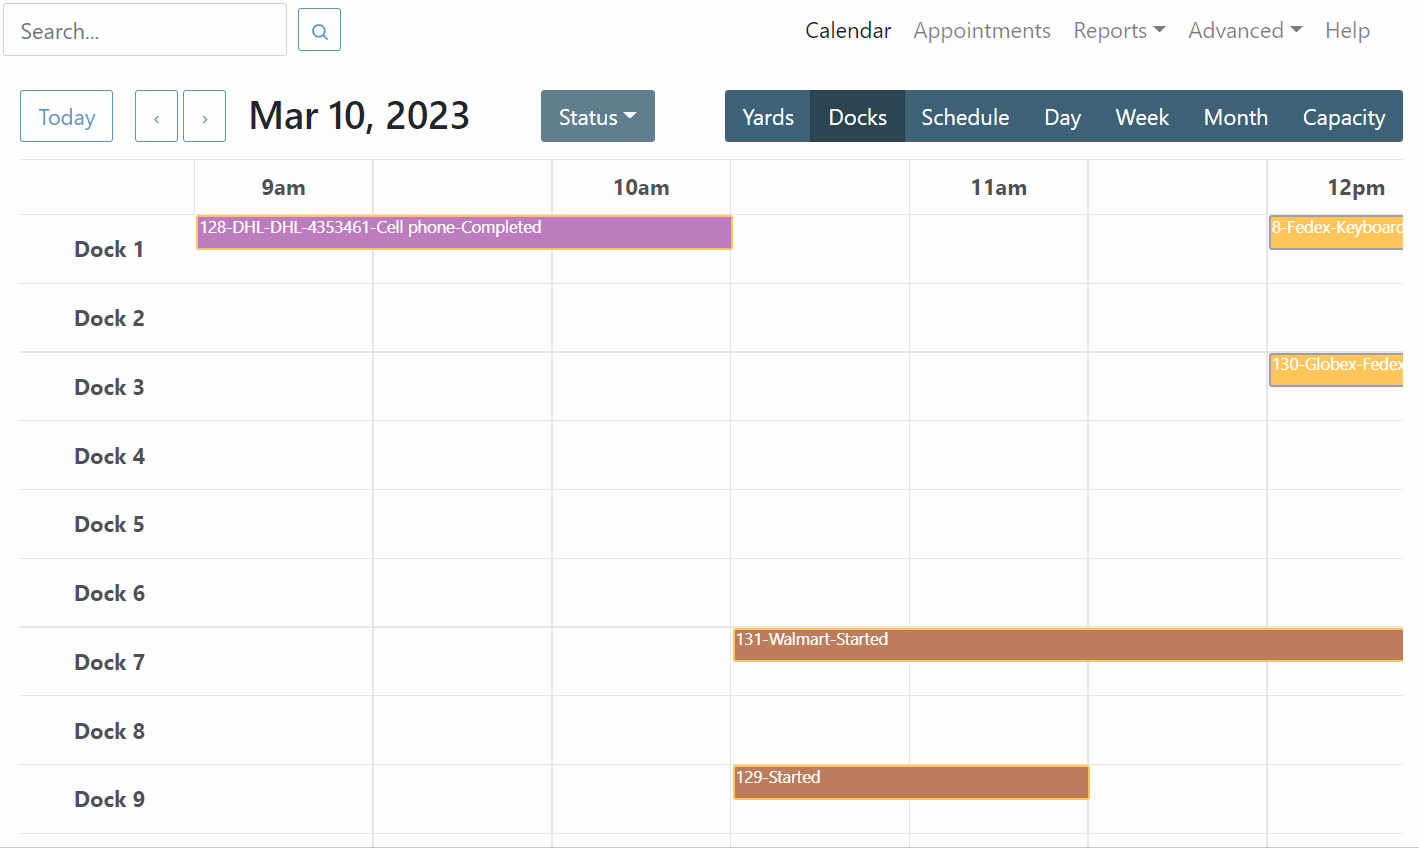 Search...
Calendar Appointments Reports Advanced Help
Today ‹ › Mar 10, 2023 Status Yards Docks Schedule Day Week Month Capacity
9am 10am 11am 12pm
Dock 1 128-DHL-DHL-4353461-Cell phone-Completed 8-Fedex-Keyboard
Dock 2
Dock 3 130-Globex-Fedex
Dock 4
Dock 5
Dock 6
Dock 7 131-Walmart-Started
Dock 8
Dock 9 129-Started